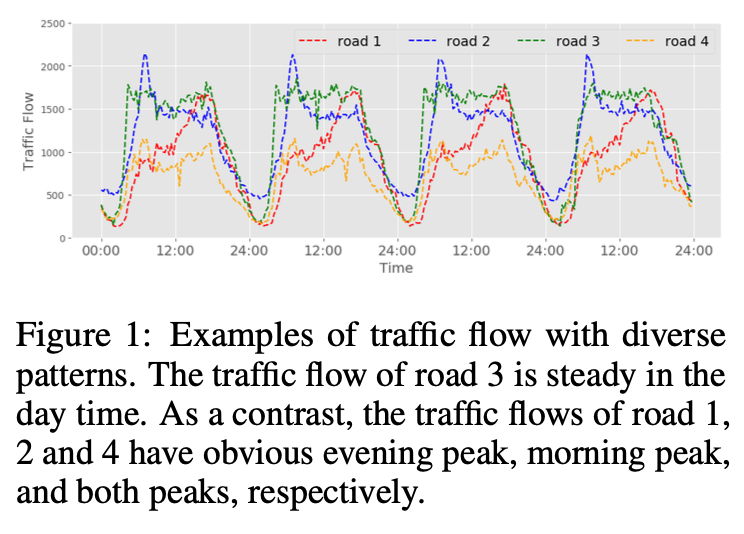 2500
road 1 road 2 road 3 road 4
2000
1500
1000
500
0
Traffic Flow
00:00 12:00 24:00 12:00 24:00 12:00 24:00 12:00 24:00
Time
Figure 1: Examples of traffic flow with diverse
patterns. The traffic flow of road 3 is steady in the
day time. As a contrast, the traffic flows of road 1,
2 and 4 have obvious evening peak, morning peak,
and both peaks, respectively.